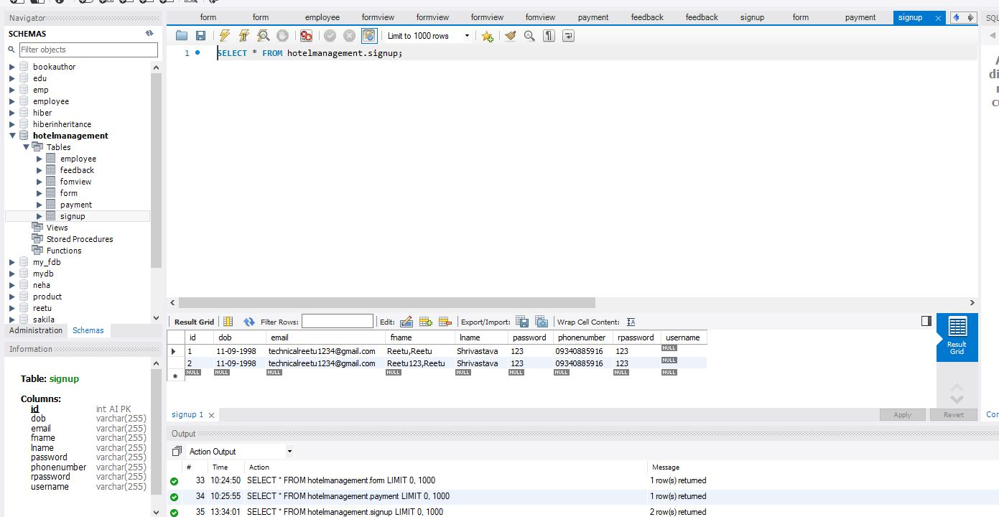 Navigator
form form employee formview formview formview fomview payment feedback feedback signup form payment signup
SCHEMAS
Filter objects
bookauthor
edu
emp
employee
hiber
hiberinheritance
hotelmanagement
Tables
employee
feedback
fomview
form
payment
signup
Views
Stored Procedures
Functions
my_fdb
mydb
neha
product
reetu
sakila
Administration Schemas
Information
Table: signup
Columns:
id int AI PK
dob varchar(255)
email varchar(255)
fname varchar(255)
lname varchar(255)
password varchar(255)
phonenumber varchar(255)
rpassword varchar(255)
username varchar(255)
Limit to 1000 rows
1 SELECT * FROM hotelmanagement.signup;
Result Grid Filter Rows: Edit: Export/Import: Wrap Cell Content:
id dob email fname lname password phonenumber rpassword username
1 11-09-1998 technicalreetu1234@gmail.com Reetu,Reetu Shrivastava 123 09340885916 123 NULL
2 11-09-1998 technicalreetu1234@gmail.com Reetu123,Reetu Shrivastava 123 09340885916 123 NULL
NULL NULL NULL NULL NULL NULL NULL NULL NULL
Result
Grid
signup 1
Apply Revert
Output
Action Output
# Time Action Message
33 10:24:50 SELECT * FROM hotelmanagement.form LIMIT 0, 1000 1 row(s) returned
34 10:25:55 SELECT * FROM hotelmanagement.payment LIMIT 0, 1000 1 row(s) returned
35 13:34:01 SELECT * FROM hotelmanagement.signup LIMIT 0, 1000 2 row(s) returned